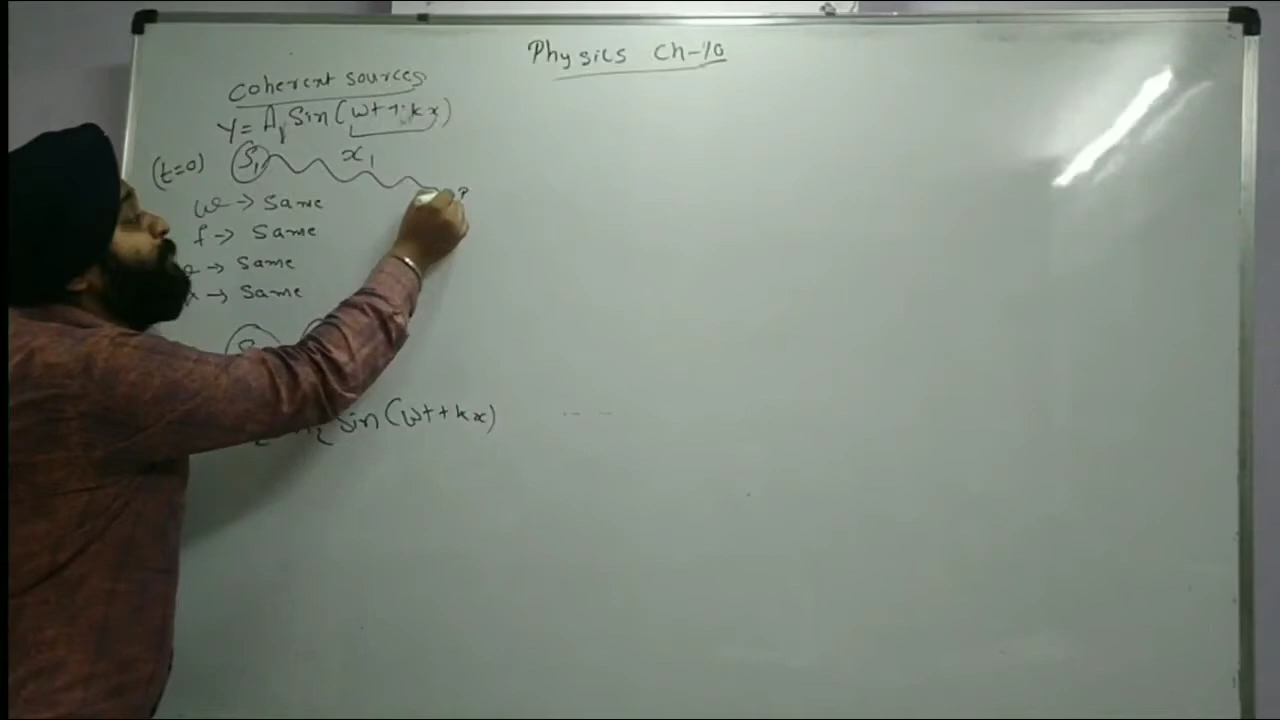 Physics Ch-10
Coherent sources
Y = A₁ Sin(ωt + kx)
(t=0) S₁ x₁ P
ω → Same
f → Same
→ Same
→ Same
S
₂ sin(ωt + kx)